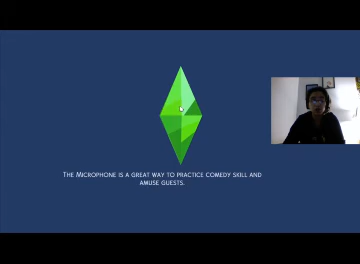 THE MICROPHONE IS A GREAT WAY TO PRACTICE COMEDY SKILL AND
AMUSE GUESTS.